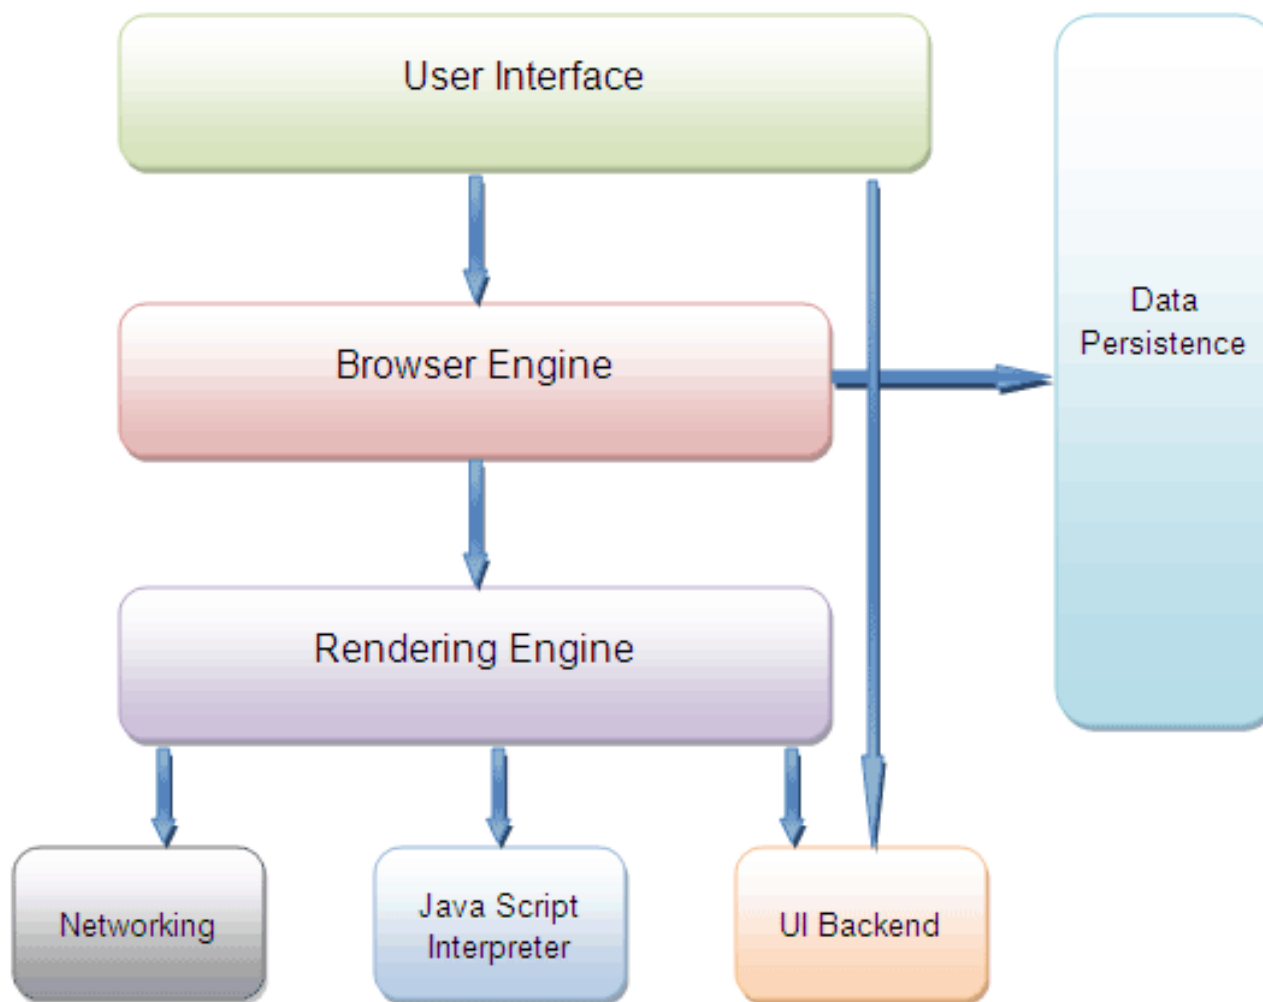 User Interface
Browser Engine
Data
Persistence
Rendering Engine
Networking
Java Script
Interpreter
UI Backend